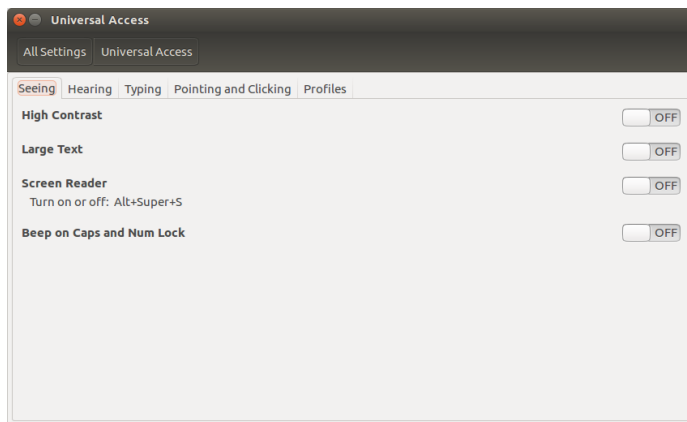 Universal Access
All Settings Universal Access
Seeing Hearing Typing Pointing and Clicking Profiles
High Contrast OFF
Large Text OFF
Screen Reader OFF
Turn on or off: Alt+Super+S
Beep on Caps and Num Lock OFF